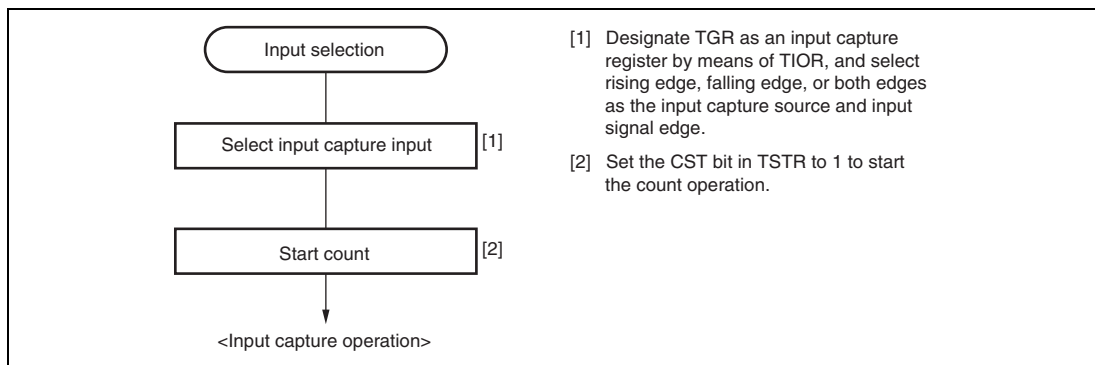 Input selection
Select input capture input [1]
Start count [2]
<Input capture operation>
[1] Designate TGR as an input capture
register by means of TIOR, and select
rising edge, falling edge, or both edges
as the input capture source and input
signal edge.
[2] Set the CST bit in TSTR to 1 to start
the count operation.